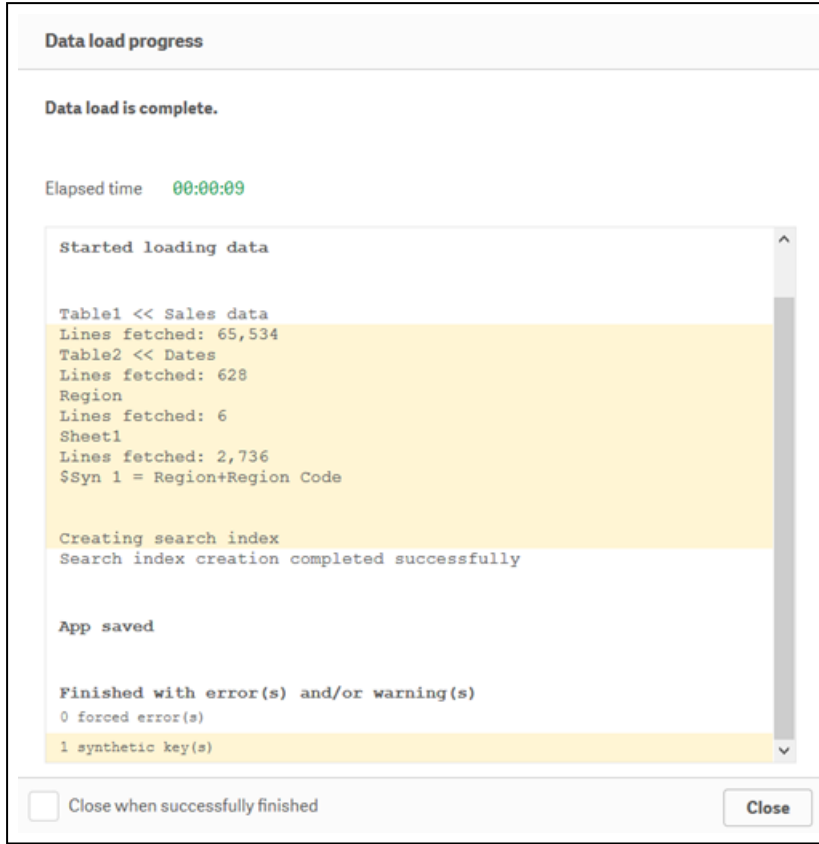 Data load progress
Data load is complete.
Elapsed time 00:00:09
Started loading data
Table1 << Sales data
Lines fetched: 65,534
Table2 << Dates
Lines fetched: 628
Region
Lines fetched: 6
Sheet1
Lines fetched: 2,736
$Syn 1 = Region+Region Code
Creating search index
Search index creation completed successfully
App saved
Finished with error(s) and/or warning(s)
0 forced error(s)
1 synthetic key(s)
Close when successfully finished
Close